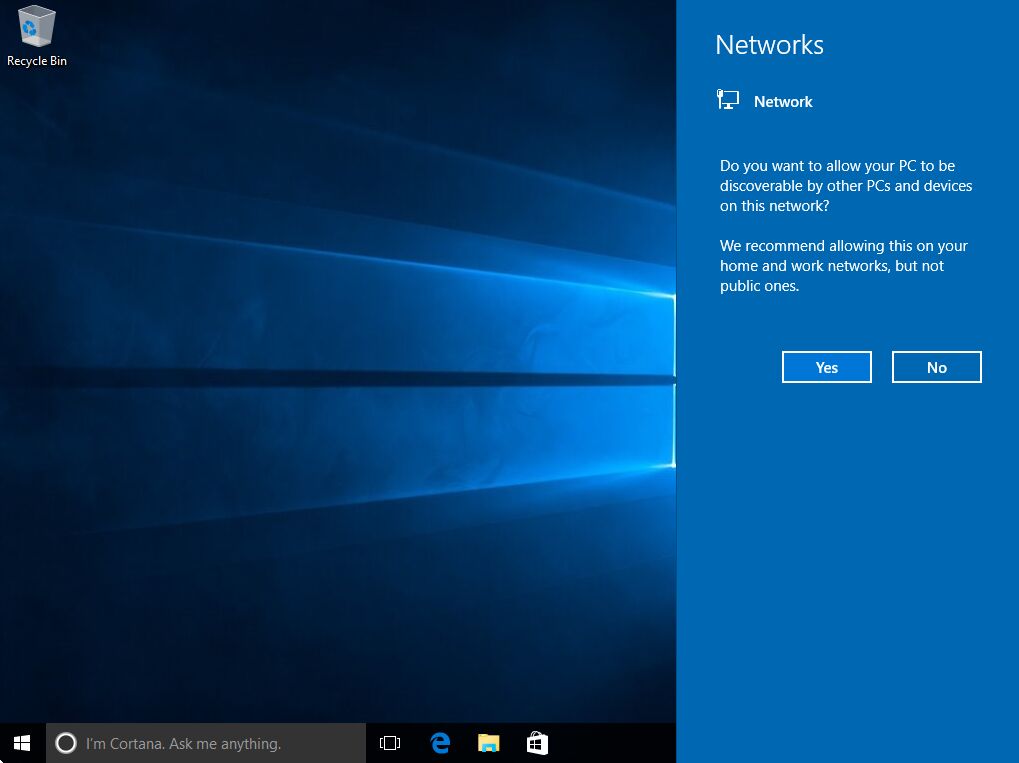 Recycle Bin
Networks
Network
Do you want to allow your PC to be
discoverable by other PCs and devices
on this network?
We recommend allowing this on your
home and work networks, but not
public ones.
Yes
No
I'm Cortana. Ask me anything.